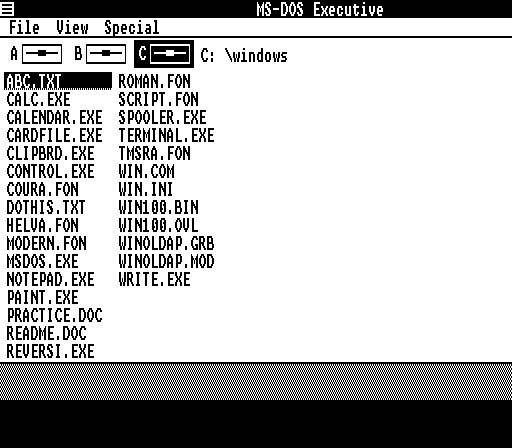 MS-DOS Executive
File View Special
A B C C: \windows
ABC.TXT ROMAN.FON
CALC.EXE SCRIPT.FON
CALENDAR.EXE SPOOLER.EXE
CARDFILE.EXE TERMINAL.EXE
CLIPBRD.EXE TMSRA.FON
CONTROL.EXE WIN.COM
COURA.FON WIN.INI
DOTHIS.TXT WIN100.BIN
HELVA.FON WIN100.OVL
MODERN.FON WINOLDAP.GRB
MSDOS.EXE WINOLDAP.MOD
NOTEPAD.EXE WRITE.EXE
PAINT.EXE
PRACTICE.DOC
README.DOC
REVERSI.EXE